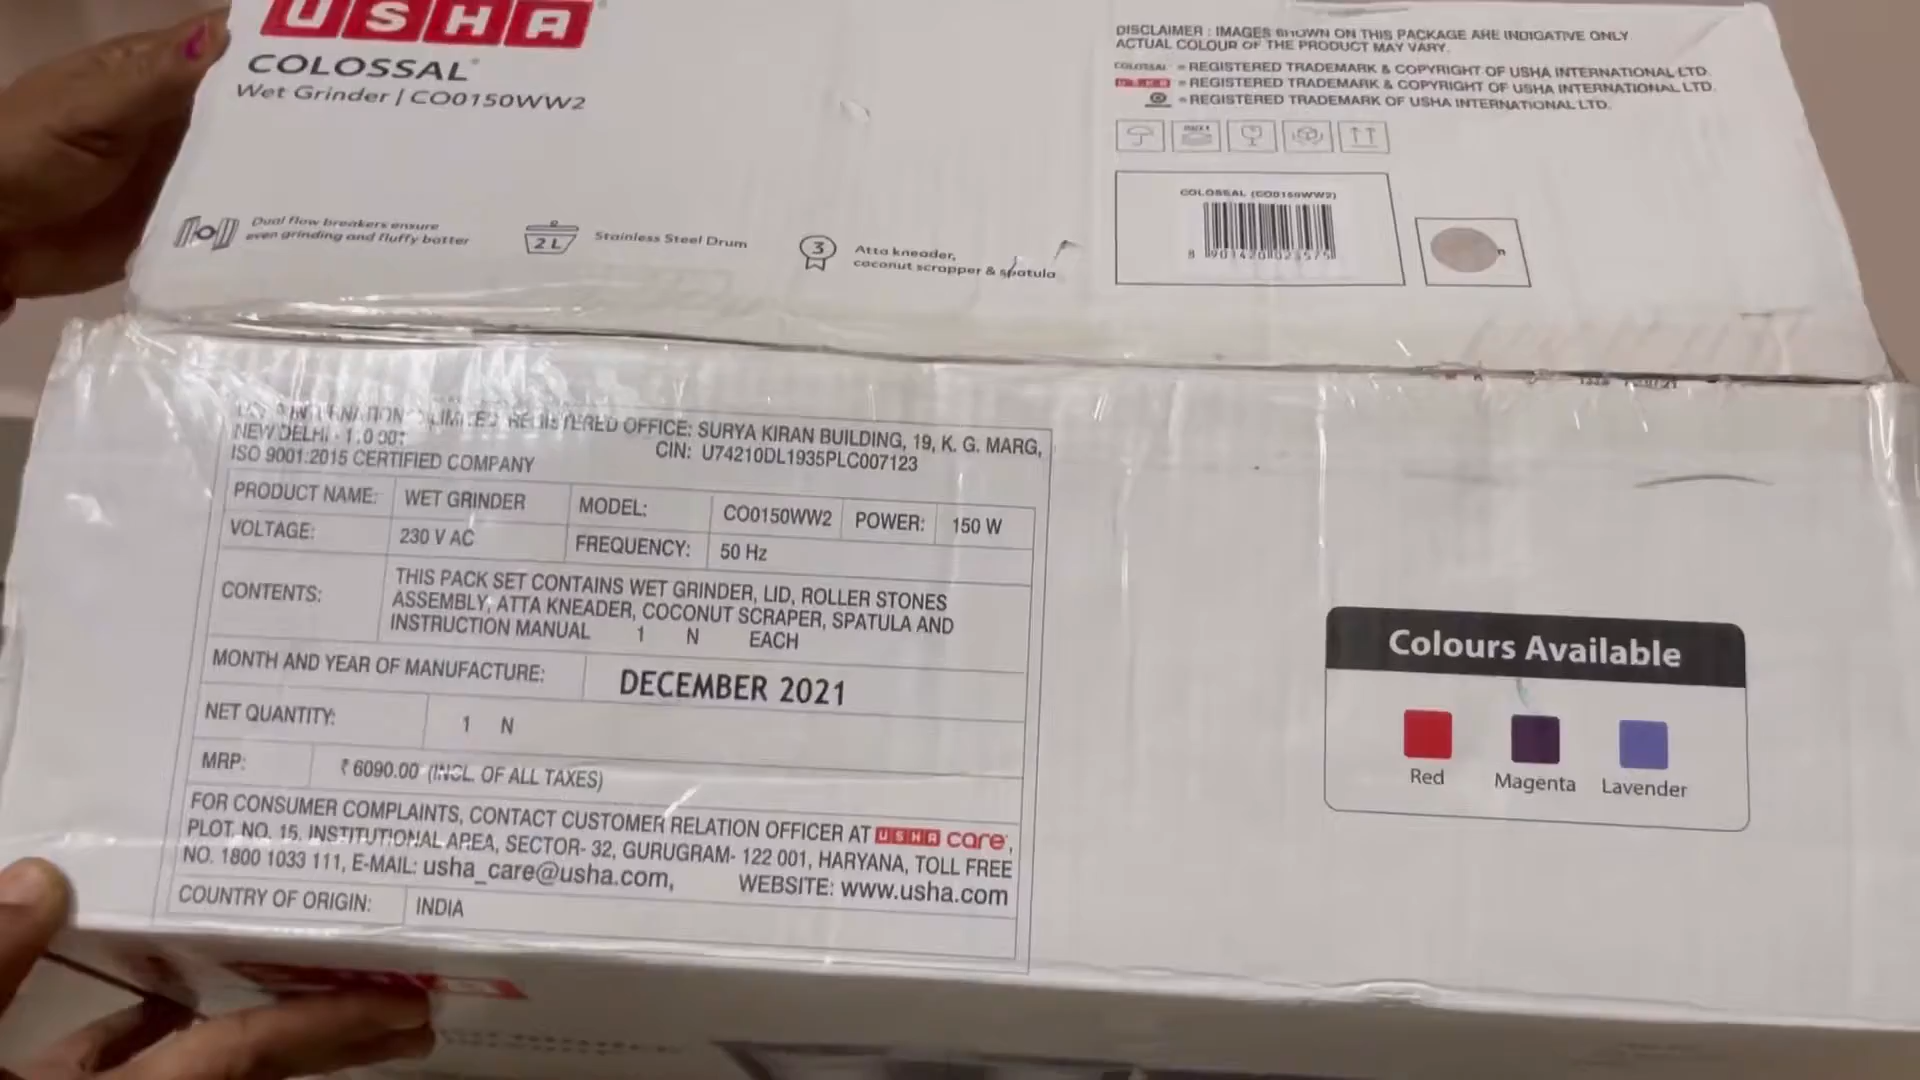 USHA
COLOSSAL
Wet Grinder | CO0150WW2
Dual flow breakers ensure
even grinding and fluffy batter
2 L
Stainless Steel Drum
3
Atta kneader,
coconut scrapper & spatula
DISCLAIMER : IMAGES SHOWN ON THIS PACKAGE ARE INDICATIVE ONLY
ACTUAL COLOUR OF THE PRODUCT MAY VARY.
COLOSSAL = REGISTERED TRADEMARK & COPYRIGHT OF USHA INTERNATIONAL LTD.
USHA = REGISTERED TRADEMARK & COPYRIGHT OF USHA INTERNATIONAL LTD.
= REGISTERED TRADEMARK OF USHA INTERNATIONAL LTD.
COLOSSAL (CO0150WW2)
8 901420 023575
LIMITED REGISTERED OFFICE: SURYA KIRAN BUILDING, 19, K. G. MARG,
NEW DELHI - CIN: U74210DL1935PLC007123
ISO 9001:2015 CERTIFIED COMPANY
PRODUCT NAME: WET GRINDER MODEL: CO0150WW2 POWER: 150 W
VOLTAGE: 230 V AC FREQUENCY: 50 Hz
CONTENTS: THIS PACK SET CONTAINS WET GRINDER, LID, ROLLER STONES
ASSEMBLY, ATTA KNEADER, COCONUT SCRAPER, SPATULA AND
INSTRUCTION MANUAL 1 N EACH
MONTH AND YEAR OF MANUFACTURE: DECEMBER 2021
NET QUANTITY: 1 N
MRP: ₹ 6090.00 (INCL. OF ALL TAXES)
FOR CONSUMER COMPLAINTS, CONTACT CUSTOMER RELATION OFFICER AT USHA care,
PLOT. NO. 15, INSTITUTIONAL AREA, SECTOR- 32, GURUGRAM- 122 001, HARYANA, TOLL FREE
NO. 1800 1033 111, E-MAIL: usha_care@usha.com, WEBSITE: www.usha.com
COUNTRY OF ORIGIN: INDIA
Colours Available
Red Magenta Lavender